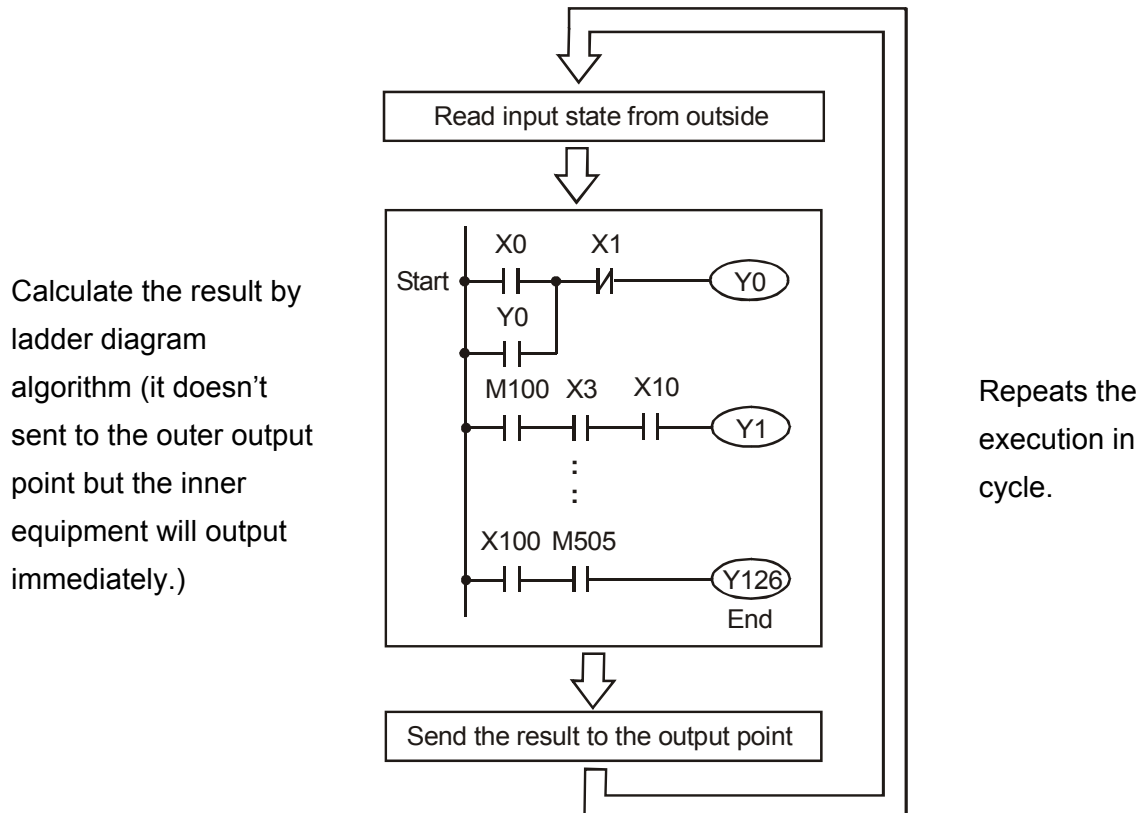 Read input state from outside
Calculate the result by
ladder diagram
algorithm (it doesn't
sent to the outer output
point but the inner
equipment will output
immediately.)
X0 X1
Start Y0
Y0
M100 X3 X10
Y1
:
:
X100 M505
Y126
End
Repeats the
execution in
cycle.
Send the result to the output point